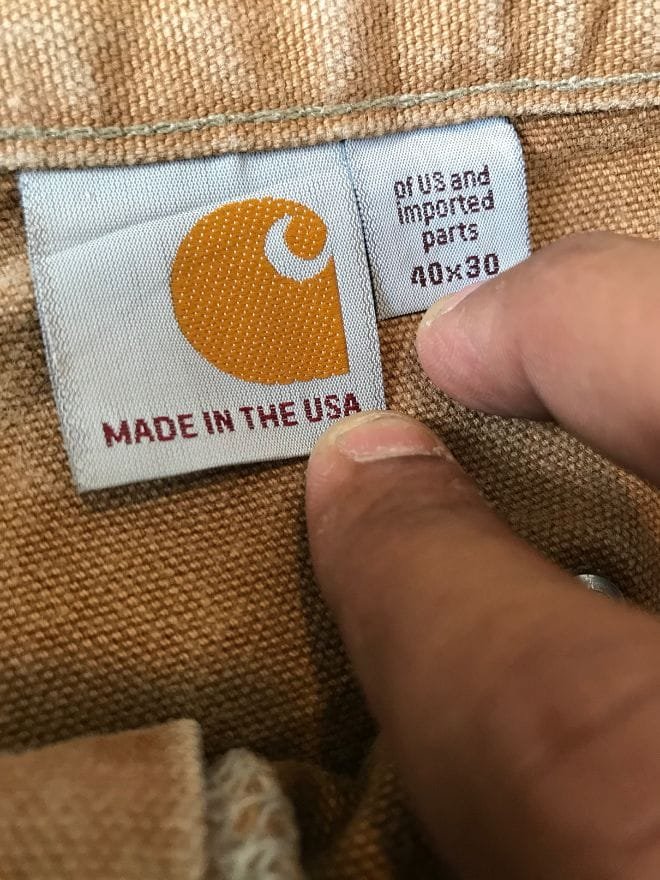 MADE IN THE USA
of US and
imported
parts
40x30